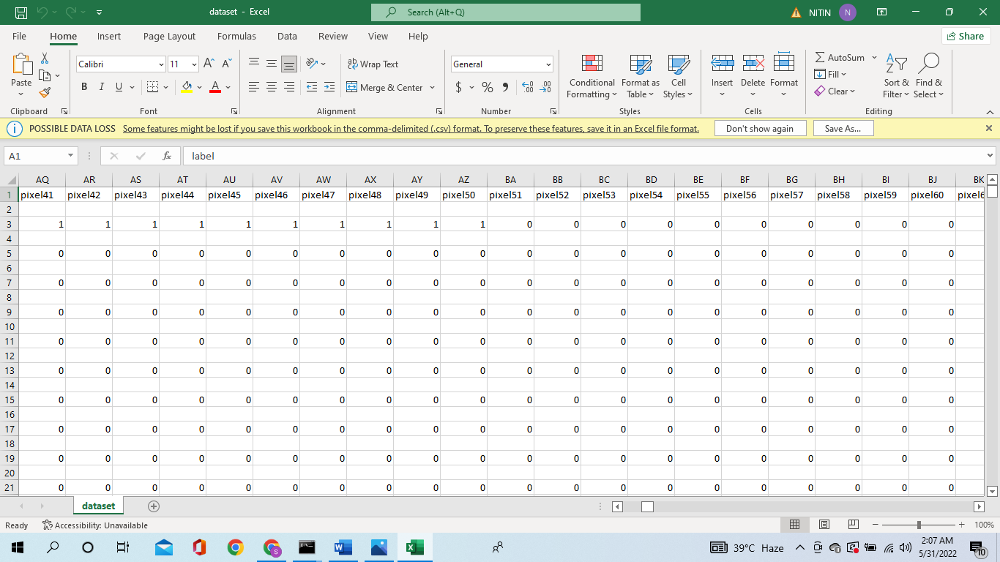 dataset - Excel
Search (Alt+Q)
NITIN
N
File Home Insert Page Layout Formulas Data Review View Help
Share
Paste
Calibri 11
Wrap Text
General
Conditional Formatting
Format as Table
Cell Styles
Insert Delete Format
AutoSum
Fill
Clear
Sort & Filter
Find & Select
B I U A
Merge & Center
$ % 9
Clipboard Font Alignment Number Styles Cells Editing
POSSIBLE DATA LOSS Some features might be lost if you save this workbook in the comma-delimited (.csv) format. To preserve these features, save it in an Excel file format. Don't show again Save As...
A1 fx label
AQ AR AS AT AU AV AW AX AY AZ BA BB BC BD BE BF BG BH BI BJ BK
1 pixel41 pixel42 pixel43 pixel44 pixel45 pixel46 pixel47 pixel48 pixel49 pixel50 pixel51 pixel52 pixel53 pixel54 pixel55 pixel56 pixel57 pixel58 pixel59 pixel60 pixel6
2
3 1 1 1 1 1 1 1 1 1 1 0 0 0 0 0 0 0 0 0 0
4
5 0 0 0 0 0 0 0 0 0 0 0 0 0 0 0 0 0 0 0 0
6
7 0 0 0 0 0 0 0 0 0 0 0 0 0 0 0 0 0 0 0 0
8
9 0 0 0 0 0 0 0 0 0 0 0 0 0 0 0 0 0 0 0 0
10
11 0 0 0 0 0 0 0 0 0 0 0 0 0 0 0 0 0 0 0 0
12
13 0 0 0 0 0 0 0 0 0 0 0 0 0 0 0 0 0 0 0 0
14
15 0 0 0 0 0 0 0 0 0 0 0 0 0 0 0 0 0 0 0 0
16
17 0 0 0 0 0 0 0 0 0 0 0 0 0 0 0 0 0 0 0 0
18
19 0 0 0 0 0 0 0 0 0 0 0 0 0 0 0 0 0 0 0 0
20
21 0 0 0 0 0 0 0 0 0 0 0 0 0 0 0 0 0 0 0 0
dataset
Ready Accessibility: Unavailable 100%
39°C Haze
2:07 AM
5/31/2022
10